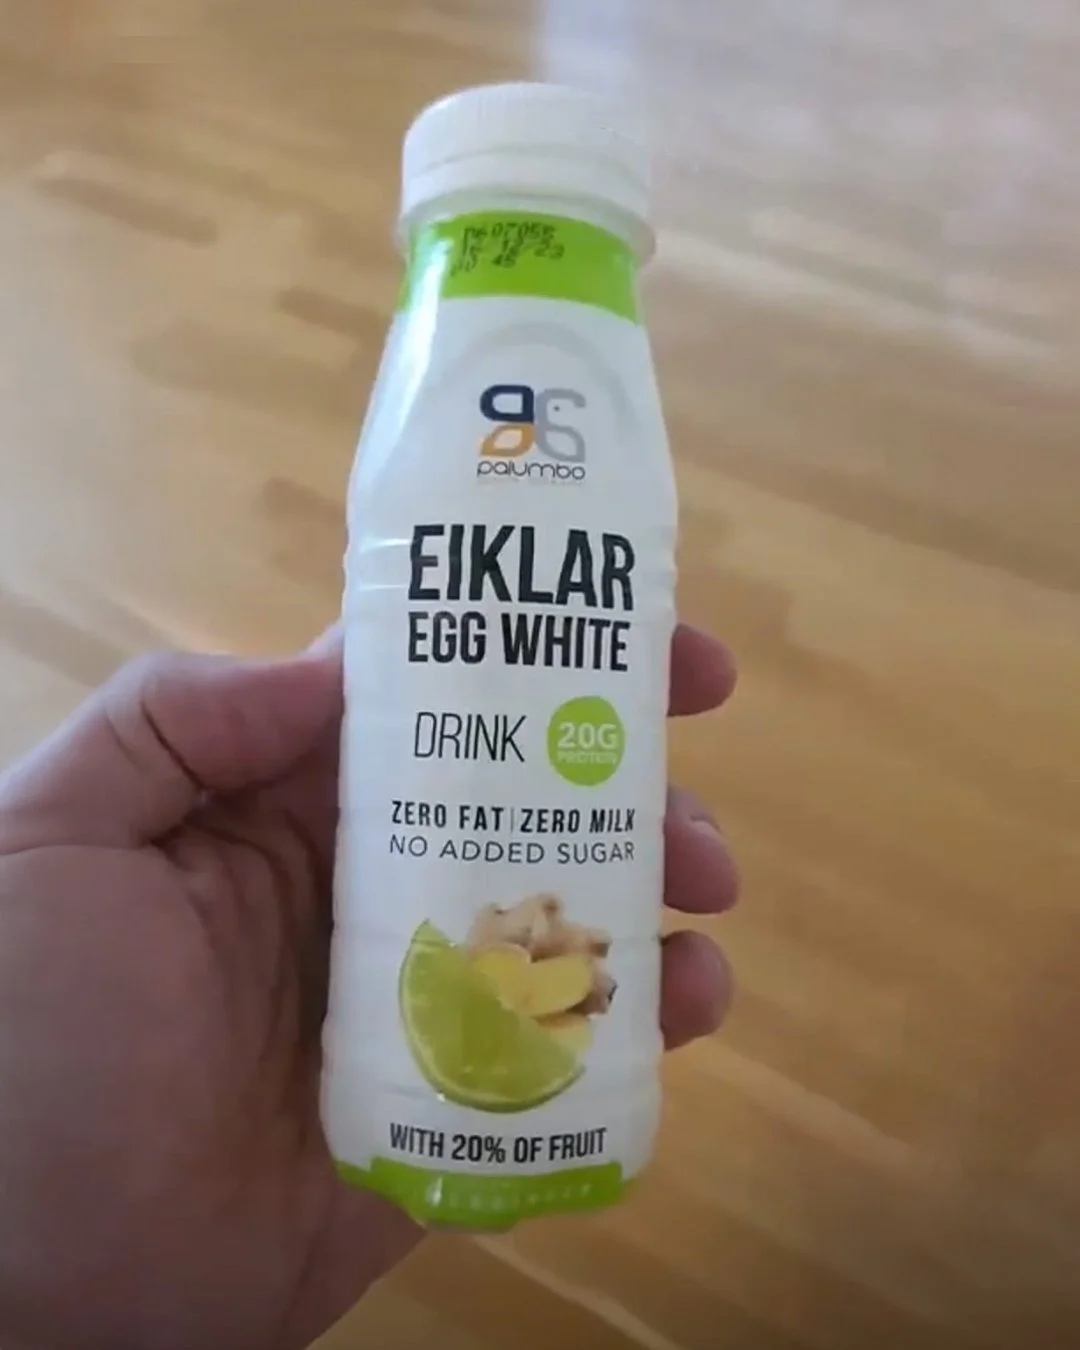 palumbo
EIKLAR
EGG WHITE
DRINK
20G
PROTEIN
ZERO FAT | ZERO MILK
NO ADDED SUGAR
WITH 20% OF FRUIT